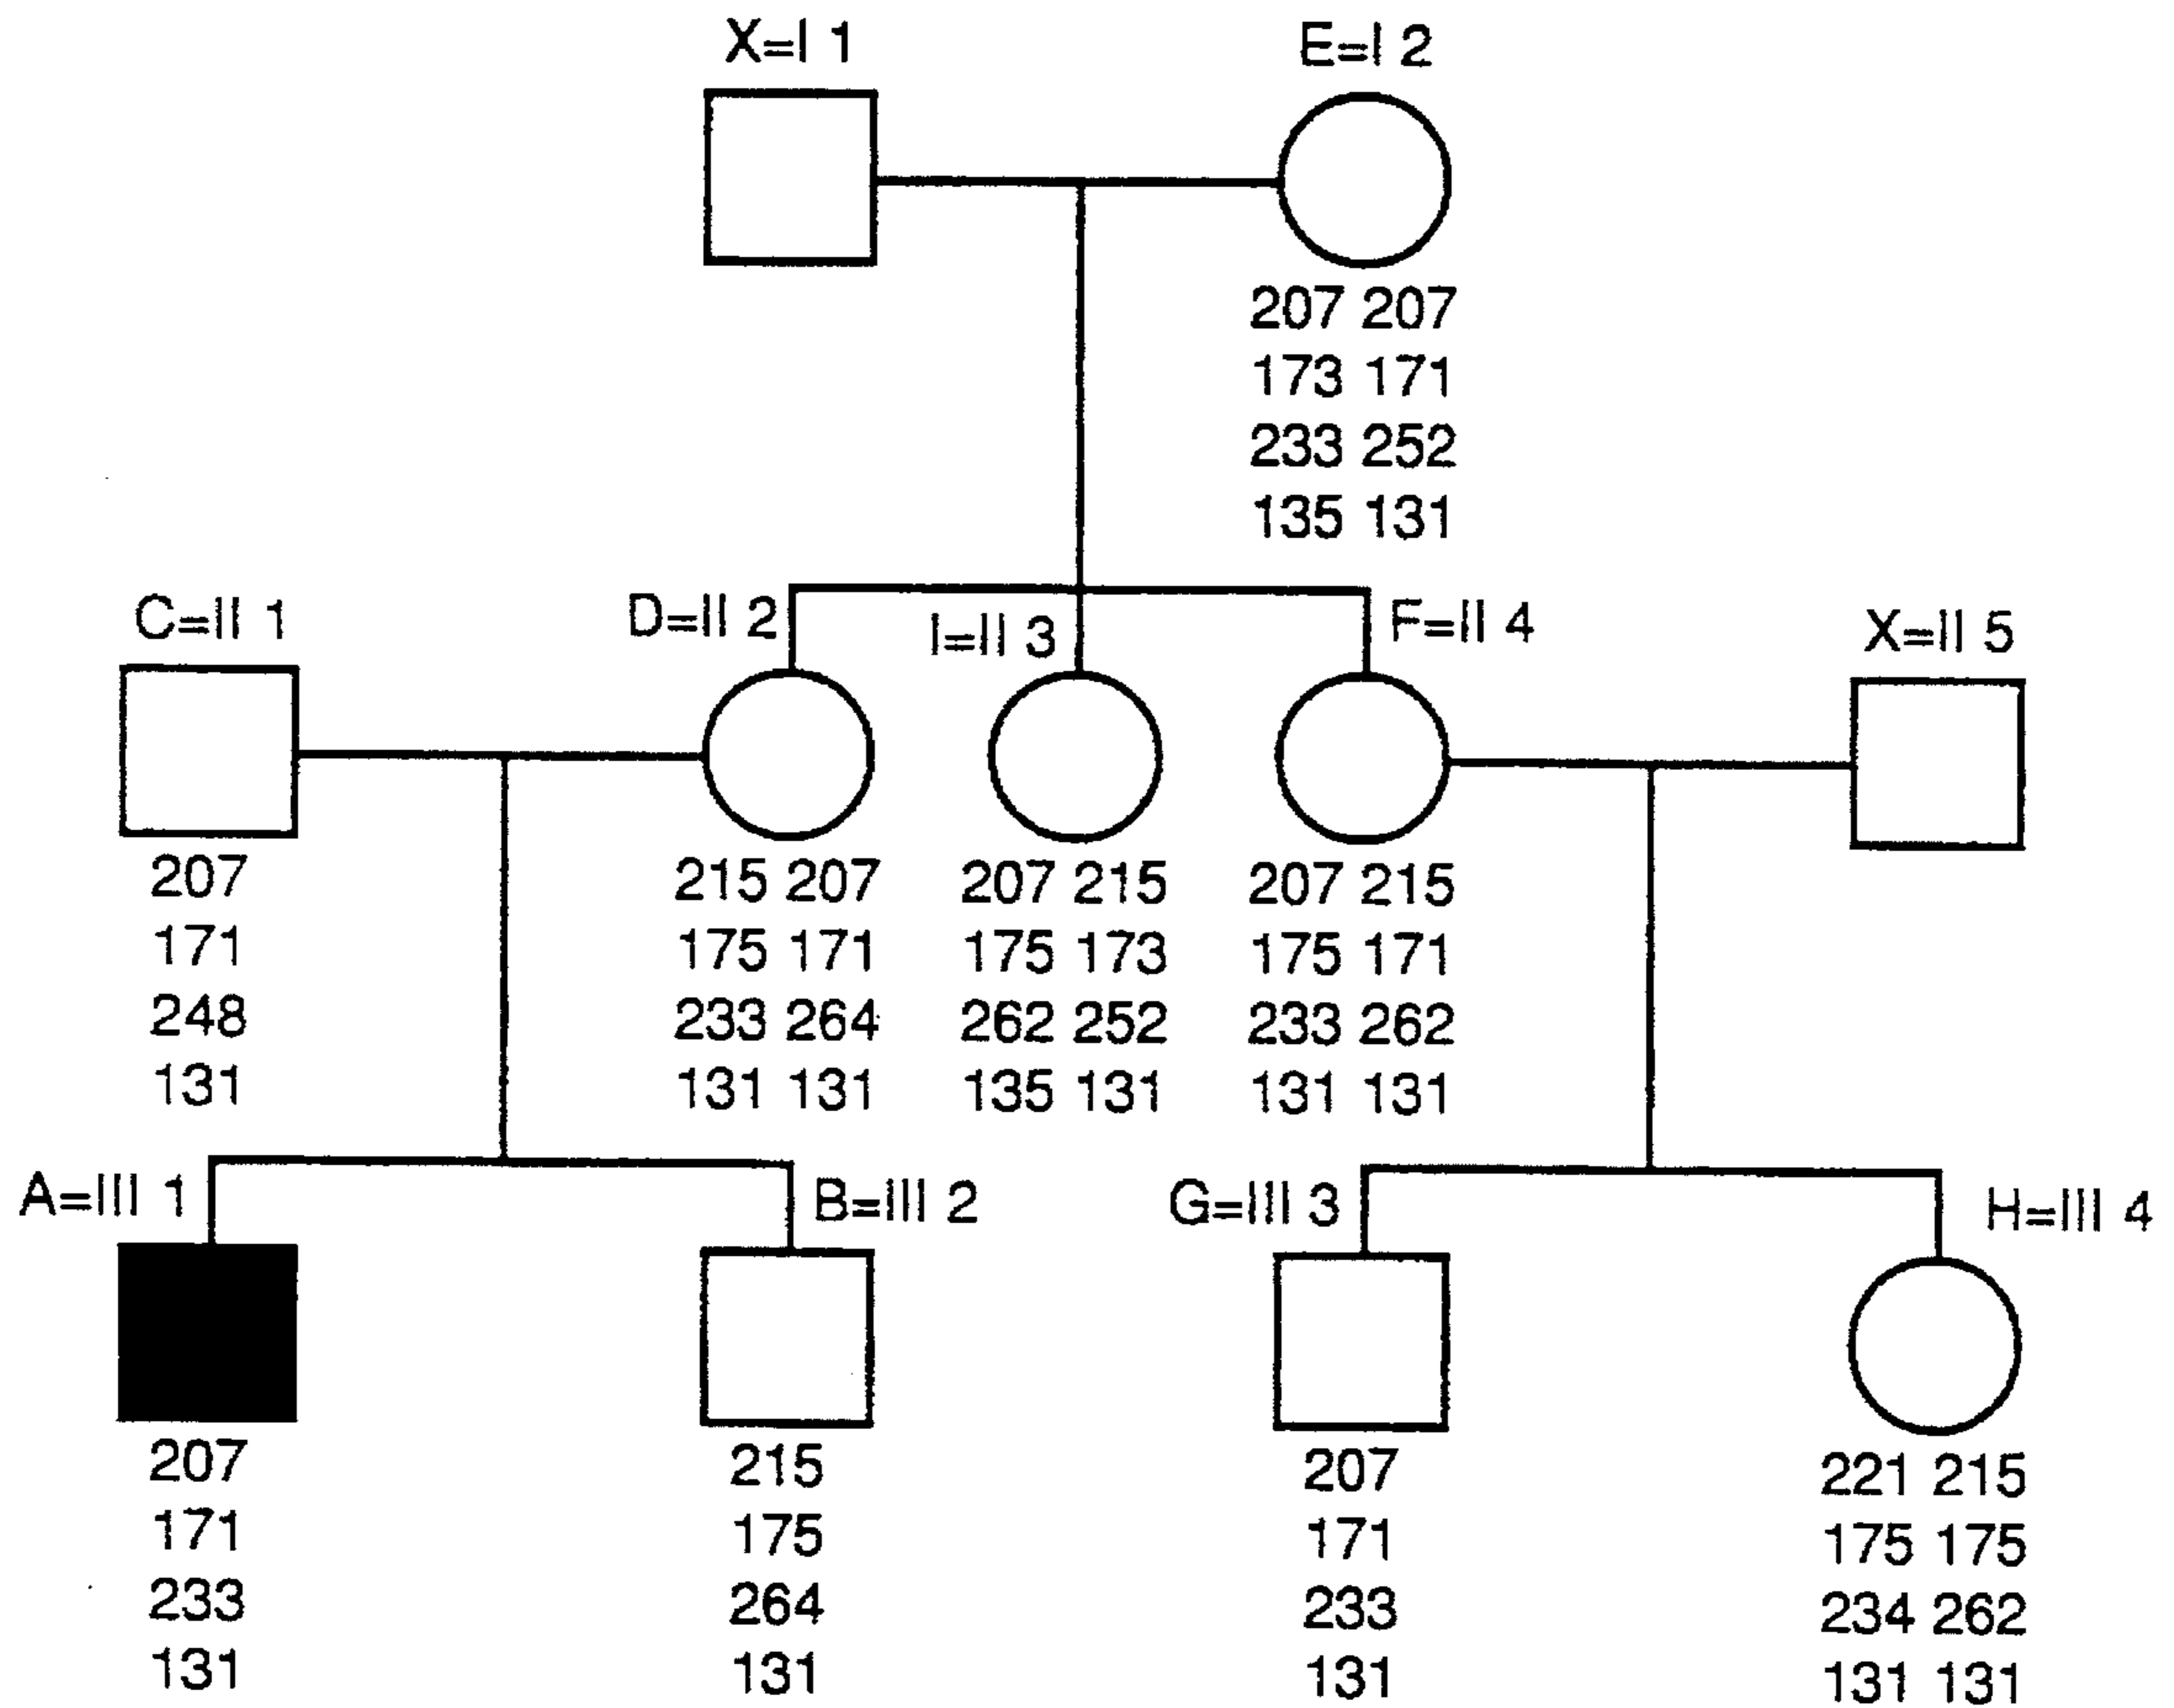 X=I 1 E=I 2
207 207
173 171
233 252
135 131
C=II 1 D=II 2 I=II 3 F=II 4 X=II 5
207 215 207 207 215 207 215
171 175 171 175 173 175 171
248 233 264 262 252 233 262
131 131 131 135 131 131 131
A=III 1 B=III 2 G=III 3 H=III 4
207 215 207 221 215
171 175 171 175 175
233 264 233 234 262
131 131 131 131 131